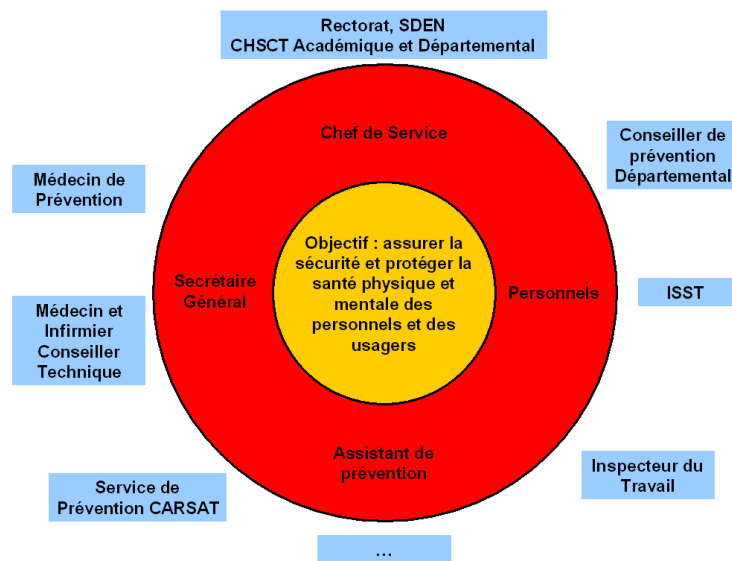 Rectorat, SDEN
CHSCT Académique et Départemental
Chef de Service
Conseiller de
prévention
Départemental
Médecin de
Prévention
Objectif : assurer la
sécurité et protéger la
santé physique et
mentale des
personnels et des
usagers
Secrétaire
Général
Personnels
ISST
Médecin et
Infirmier
Conseiller
Technique
Assistant de
prévention
Inspecteur du
Travail
Service de
Prévention CARSAT
...